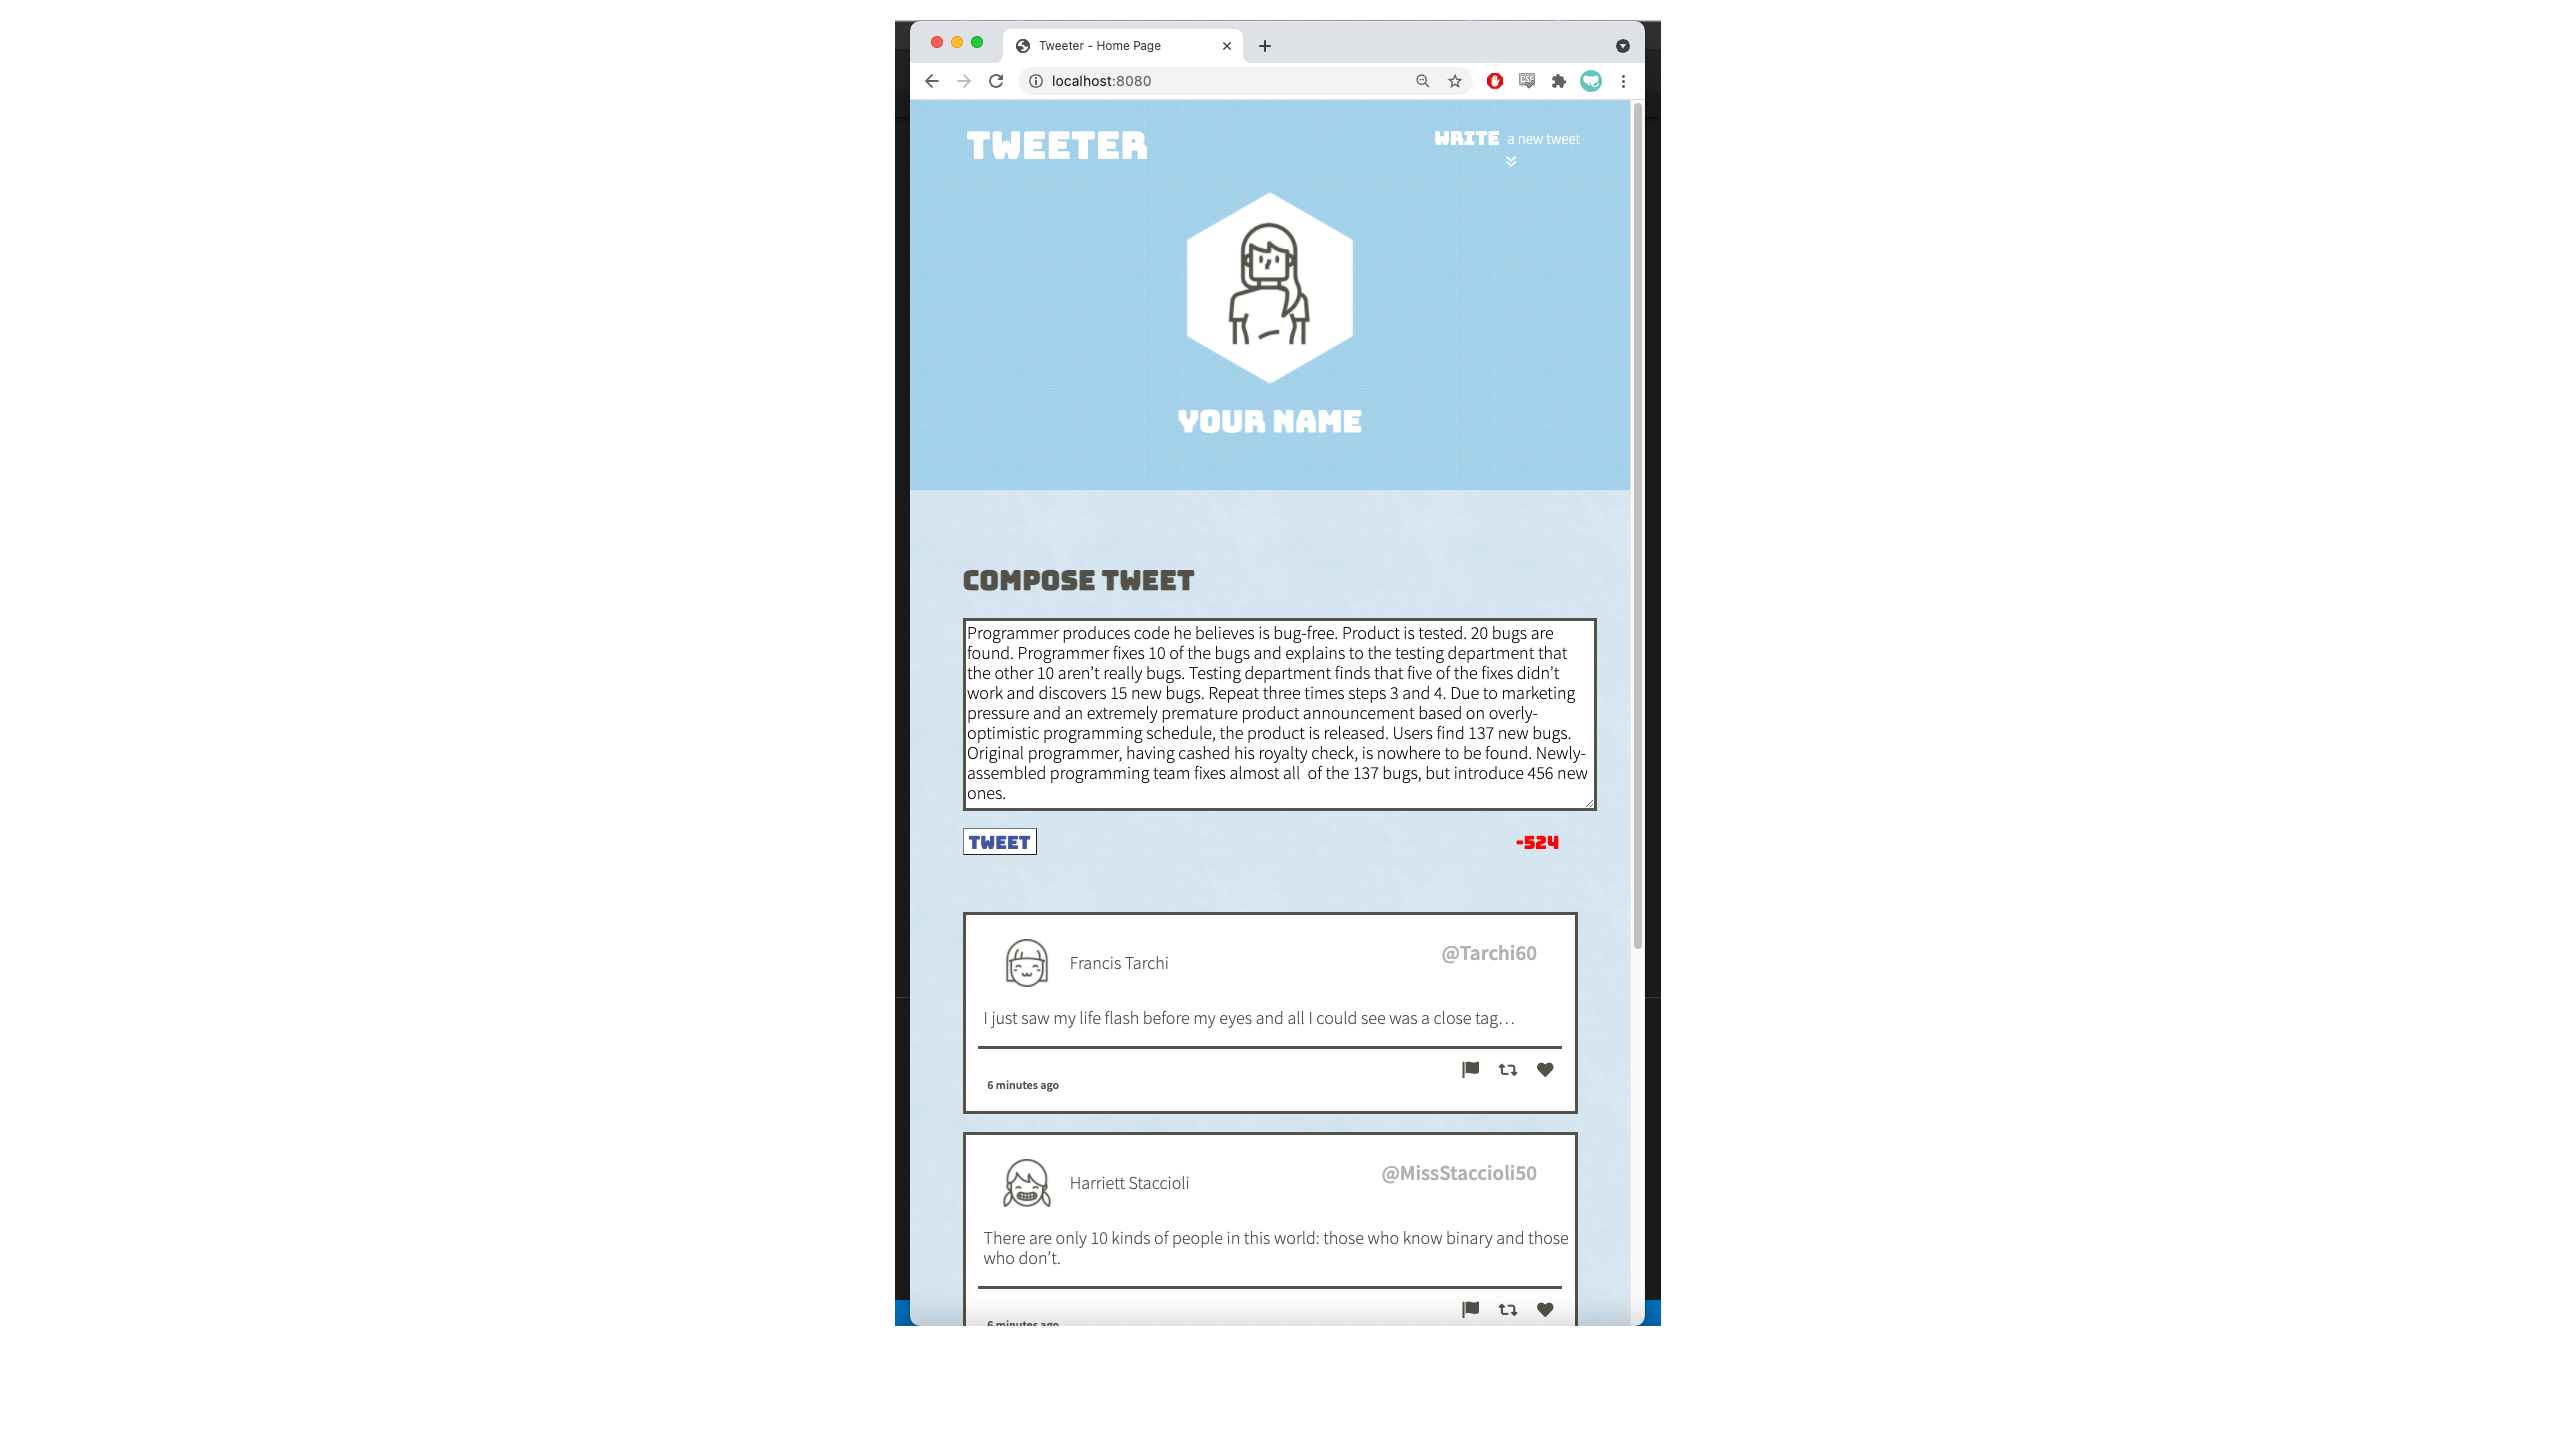 Tweeter - Home Page
localhost:8080
TWEETER
WRITE a new tweet
YOUR NAME
COMPOSE TWEET
Programmer produces code he believes is bug-free. Product is tested. 20 bugs are
found. Programmer fixes 10 of the bugs and explains to the testing department that
the other 10 aren’t really bugs. Testing department finds that five of the fixes didn’t
work and discovers 15 new bugs. Repeat three times steps 3 and 4. Due to marketing
pressure and an extremely premature product announcement based on overly-
optimistic programming schedule, the product is released. Users find 137 new bugs.
Original programmer, having cashed his royalty check, is nowhere to be found. Newly-
assembled programming team fixes almost all  of the 137 bugs, but introduce 456 new
ones.
TWEET
-524
Francis Tarchi
@Tarchi60
I just saw my life flash before my eyes and all I could see was a close tag…
6 minutes ago
Harriett Staccioli
@MissStaccioli50
There are only 10 kinds of people in this world: those who know binary and those
who don’t.
6 minutes ago